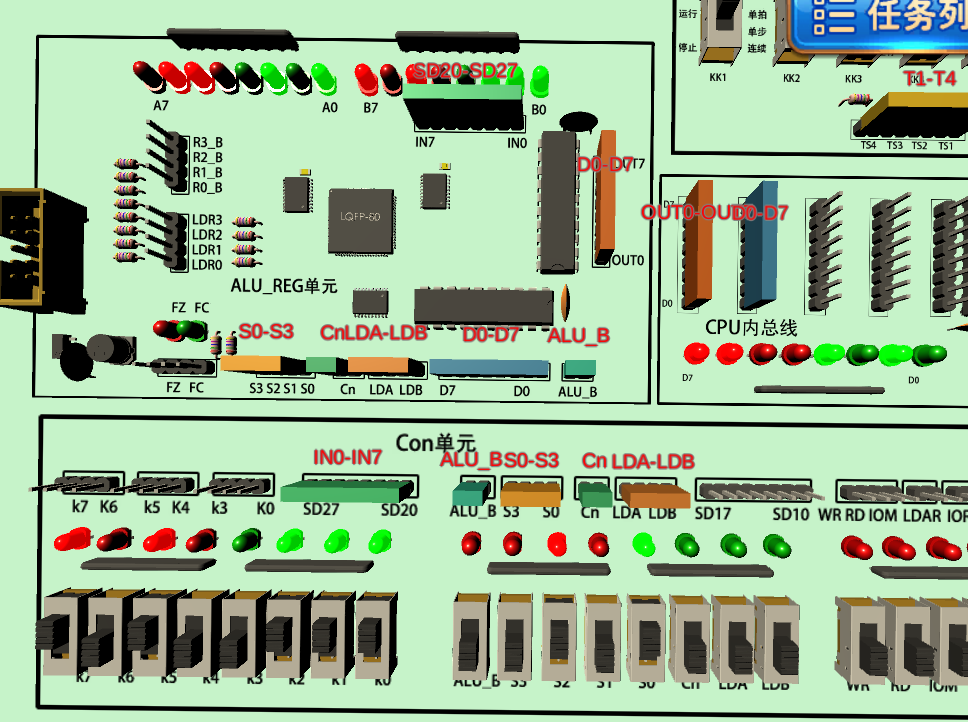 运行
停止
单拍
单步
连续
任务列
KK1
KK2
KK3
T1-T4
TS4 TS3 TS2 TS1
SD20-SD27
A7
A0
B7
B0
IN7
IN0
R3_B
R2_B
R1_B
R0_B
LDR3
LDR2
LDR1
LDR0
LQFP-60
D0-D7
OUT0
ALU_REG单元
D7
D0
D0-D7
CPU内总线
D7
D0
FZ FC
S0-S3
Cn
LDA-LDB
D0-D7
ALU_B
FZ FC
S3 S2 S1 S0
Cn
LDA LDB
D7
D0
ALU_B
Con单元
IN0-IN7
ALU_B
S0-S3
Cn
LDA-LDB
k7 K6
k5 K4
k3
K0
SD27
SD20
ALU_B
S3
S0
Cn
LDA LDB
SD17
SD10
WR RD IOM
LDAR
K7 K6 K5 K4 K3 K2 K1 K0
ALU_B S3 S2 S1 S0 Cn LDA LDB
WR RD IOM